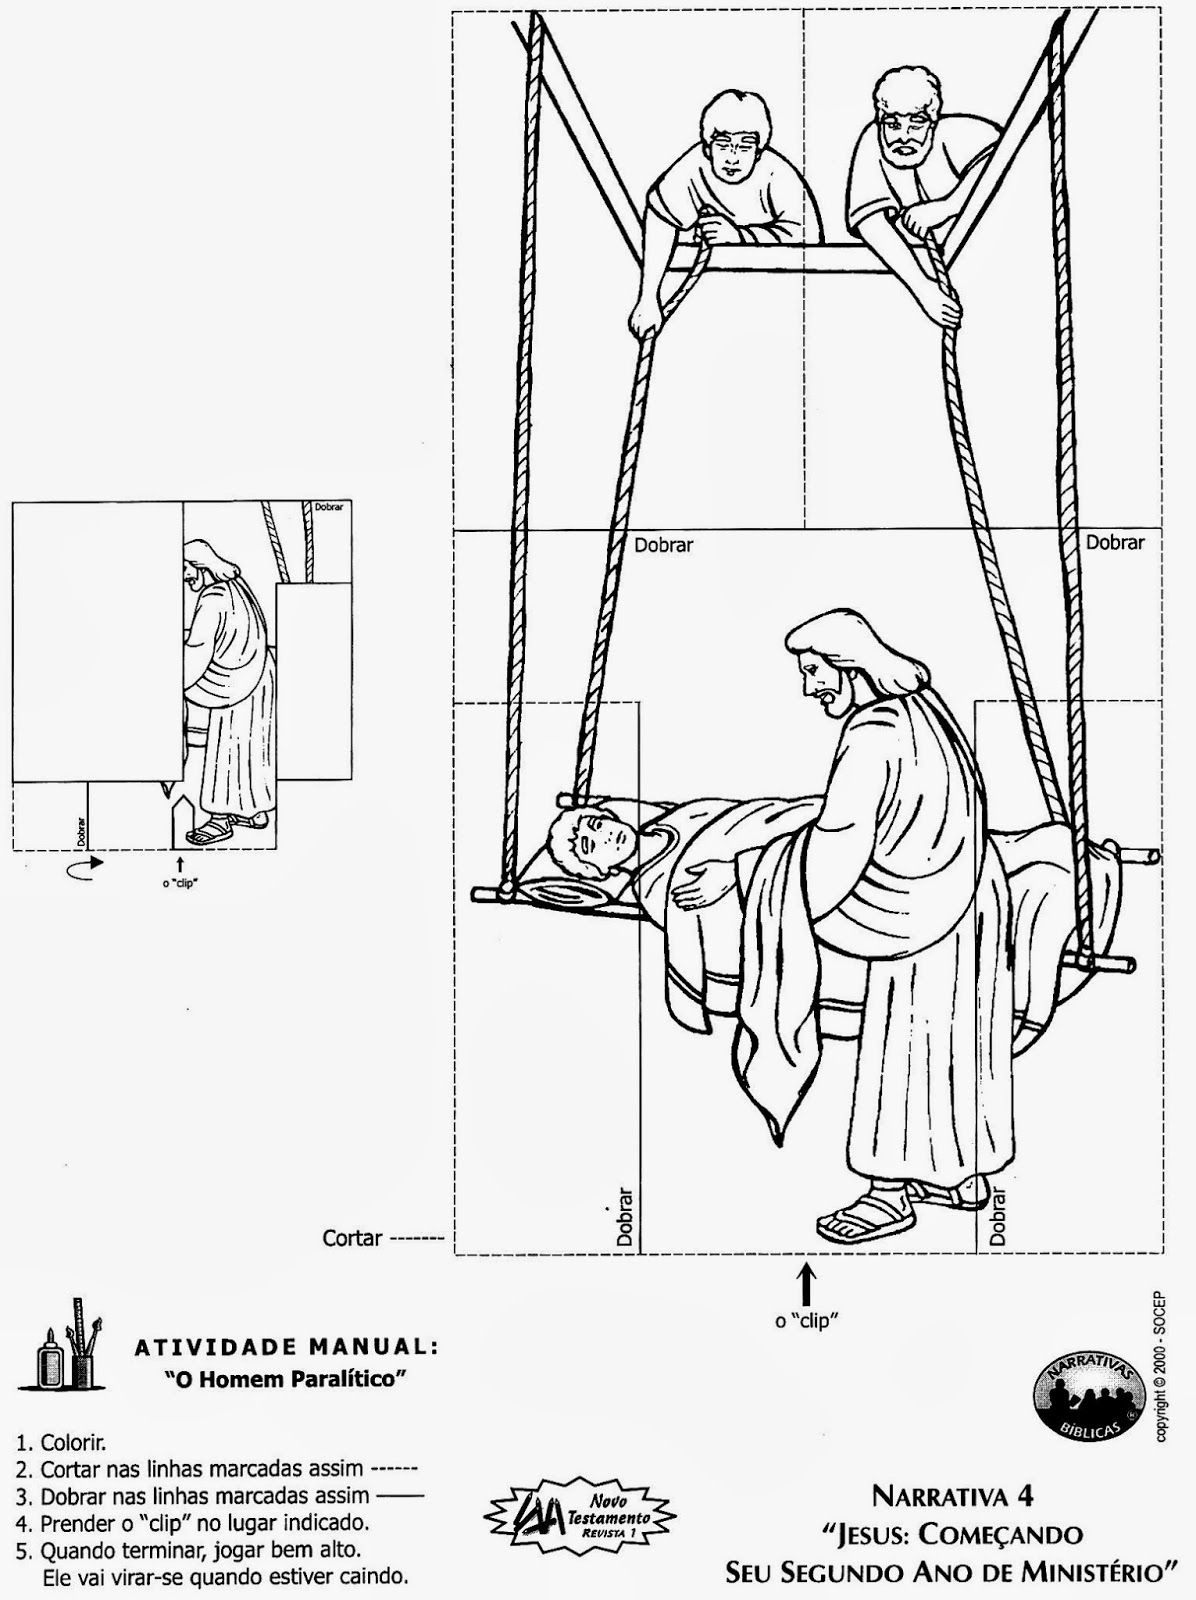 Dobrar
Dobrar
Dobrar
Dobrar
o "clip"
Dobrar
Dobrar
Dobrar
Cortar -------
o "clip"
ATIVIDADE MANUAL:
"O Homem Paralítico"
1. Colorir.
2. Cortar nas linhas marcadas assim ------
3. Dobrar nas linhas marcadas assim ——
4. Prender o "clip" no lugar indicado.
5. Quando terminar, jogar bem alto.
Ele vai virar-se quando estiver caindo.
Novo
Testamento
REVISTA 1
NARRATIVAS
BÍBLICAS
®
copyright © 2000 - SOCEP
NARRATIVA 4
"JESUS: COMEÇANDO
SEU SEGUNDO ANO DE MINISTÉRIO"